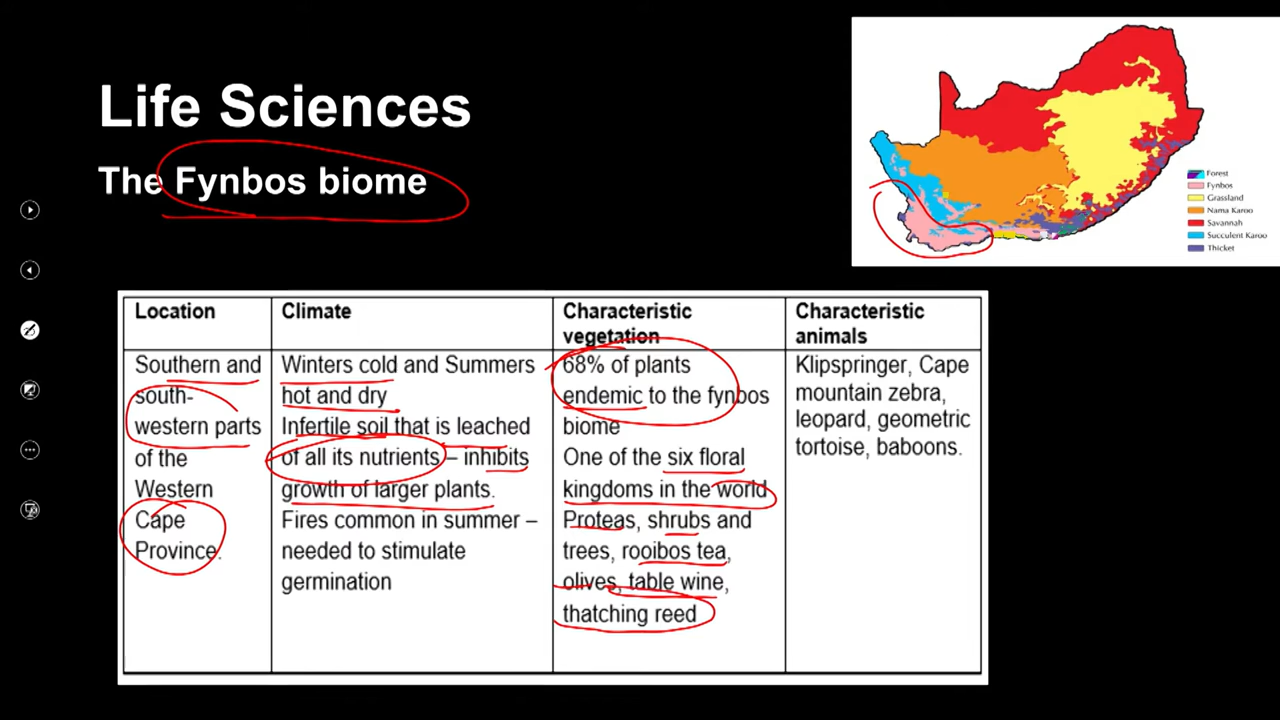 Life Sciences
The Fynbos biome
Forest
Fynbos
Grassland
Nama Karoo
Savannah
Succulent Karoo
Thicket
Location
Southern and
south-
western parts
of the
Western
Cape
Province.
Climate
Winters cold and Summers
hot and dry
Infertile soil that is leached
of all its nutrients – inhibits
growth of larger plants.
Fires common in summer –
needed to stimulate
germination
Characteristic
vegetation
68% of plants
endemic to the fynbos
biome
One of the six floral
kingdoms in the world
Proteas, shrubs and
trees, rooibos tea,
olives, table wine,
thatching reed
Characteristic
animals
Klipspringer, Cape
mountain zebra,
leopard, geometric
tortoise, baboons.